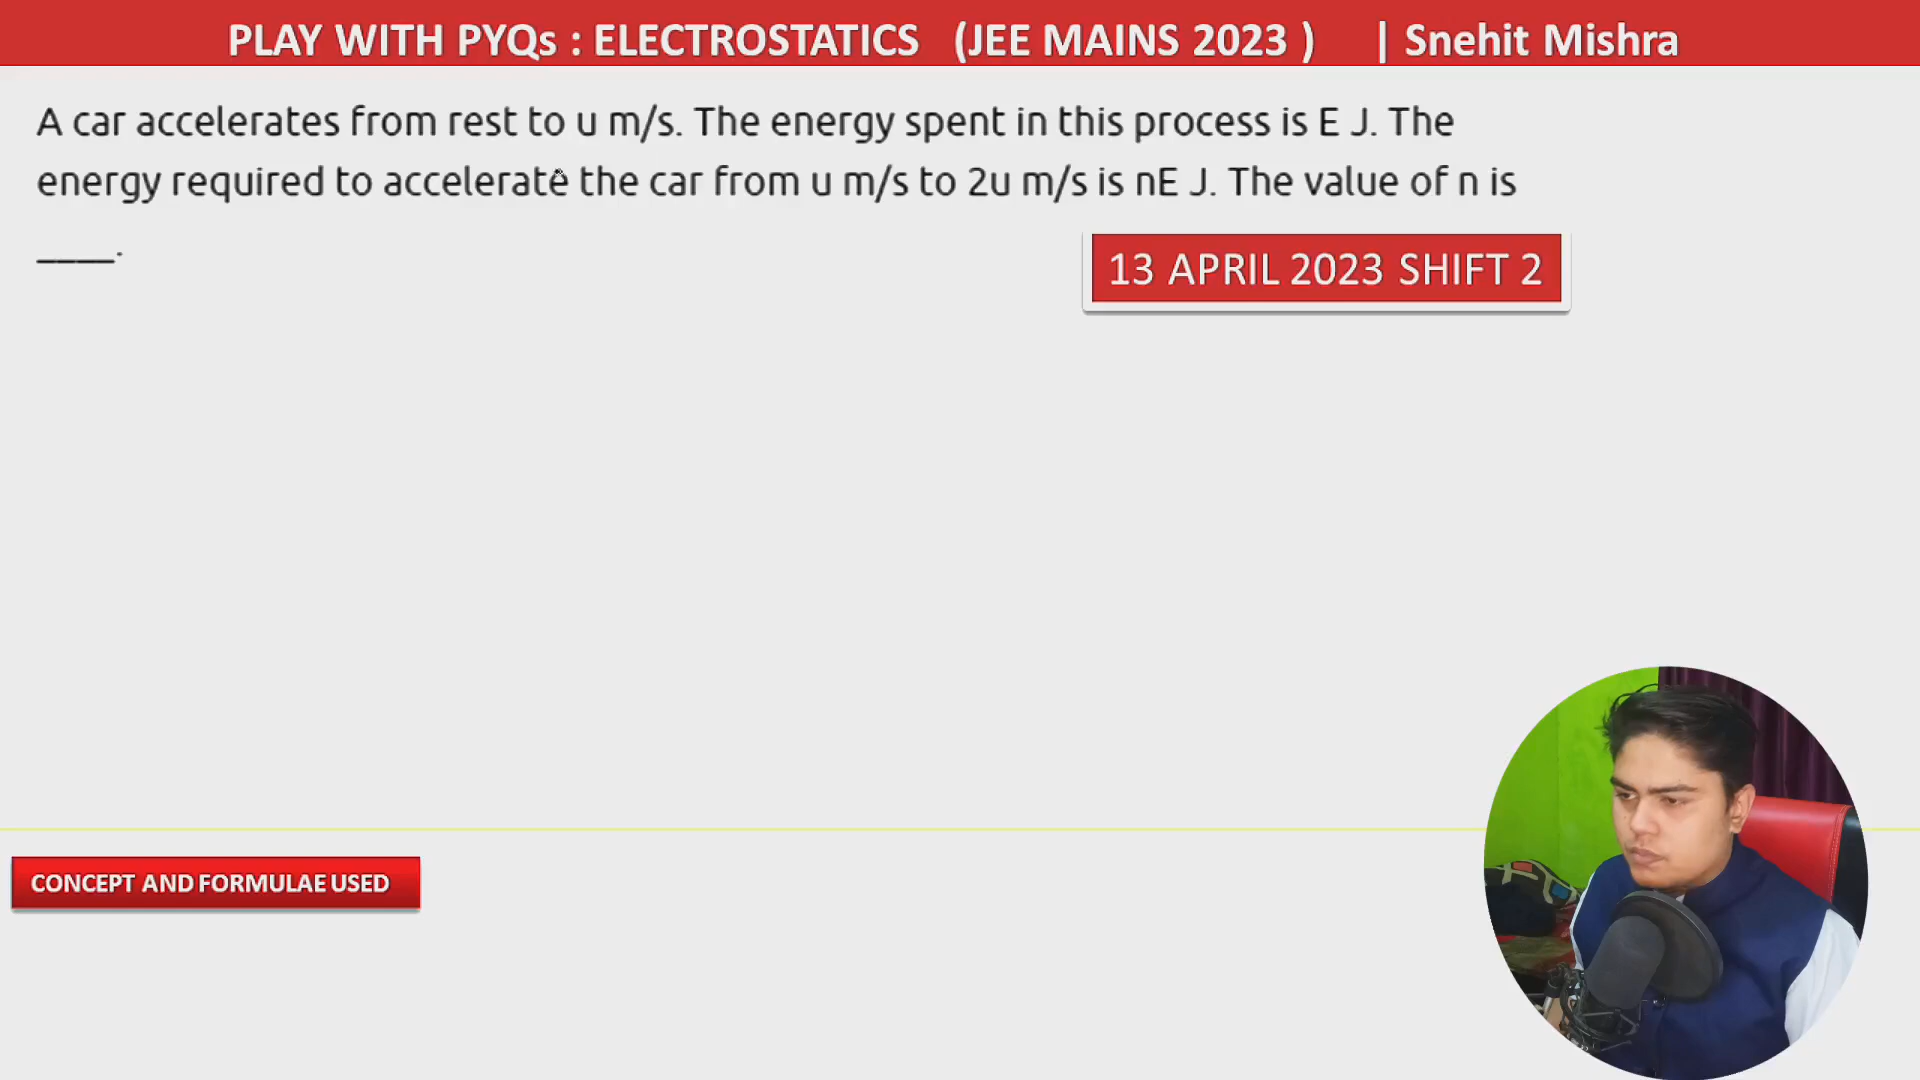 PLAY WITH PYQs : ELECTROSTATICS (JEE MAINS 2023 ) | Snehit Mishra
A car accelerates from rest to u m/s. The energy spent in this process is E J. The
energy required to accelerate the car from u m/s to 2u m/s is nE J. The value of n is
____.
13 APRIL 2023 SHIFT 2
CONCEPT AND FORMULAE USED